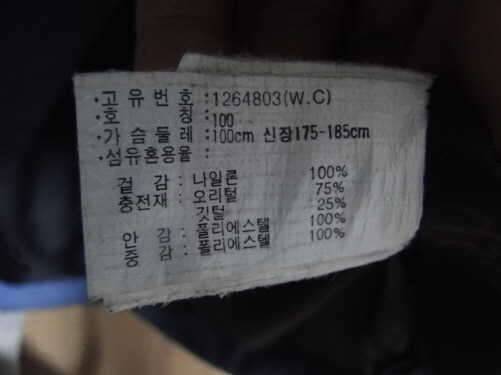 ·고유번호:1264803(W.C)
·호 칭:100
·가슴둘레:100cm 신장175-185cm
·섬유혼용율:
겉 감:나일론 100%
충전재:오리털 75%
깃털 25%
안 감:폴리에스텔 100%
중 감:폴리에스텔 100%